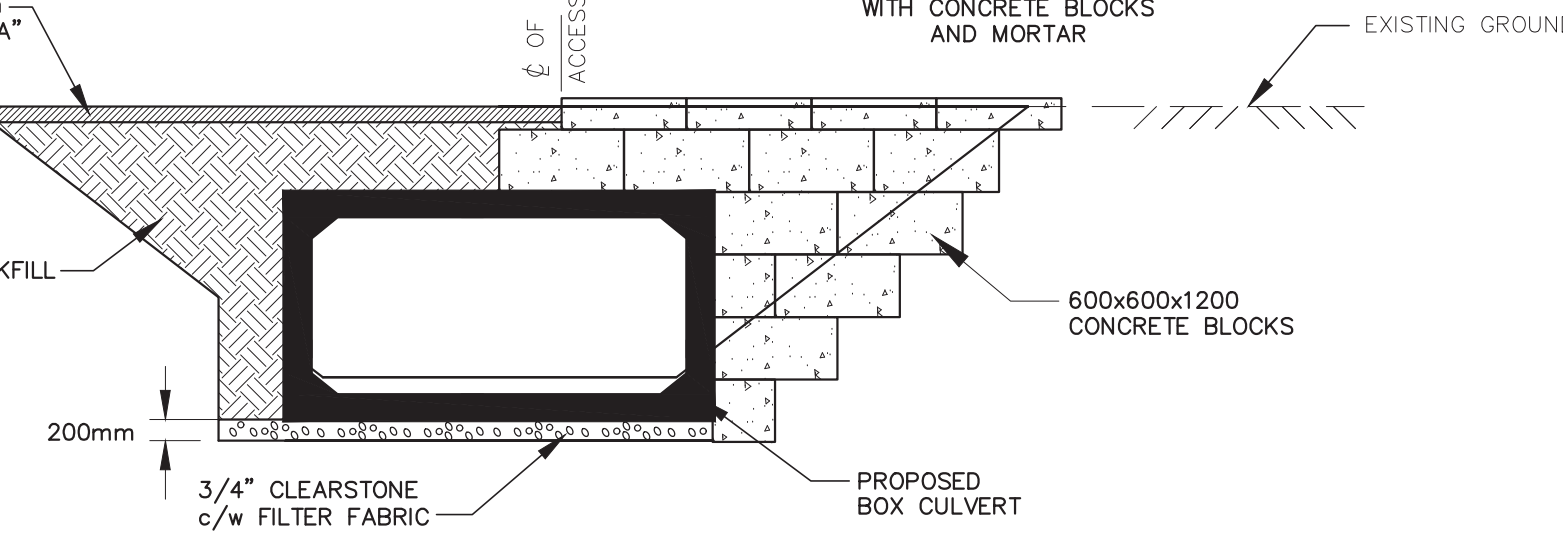 A"
℄ OF
ACCESS
WITH CONCRETE BLOCKS
AND MORTAR
EXISTING GROUN
KFILL
600x600x1200
CONCRETE BLOCKS
200mm
3/4" CLEARSTONE
c/w FILTER FABRIC
PROPOSED
BOX CULVERT